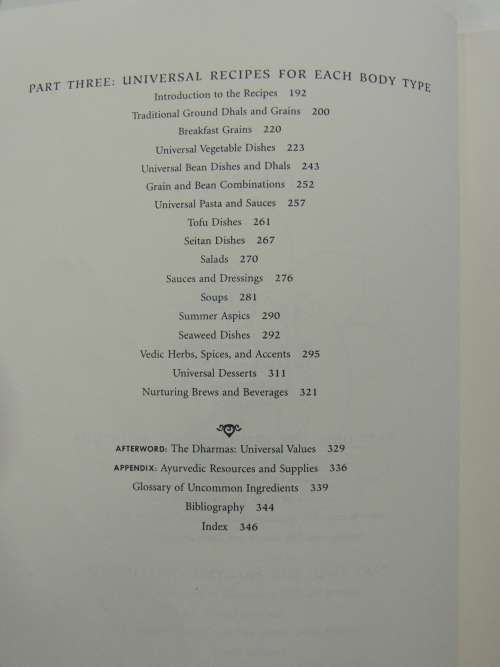 PART THREE: UNIVERSAL RECIPES FOR EACH BODY TYPE
Introduction to the Recipes 192
Traditional Ground Dhals and Grains 200
Breakfast Grains 220
Universal Vegetable Dishes 223
Universal Bean Dishes and Dhals 243
Grain and Bean Combinations 252
Universal Pasta and Sauces 257
Tofu Dishes 261
Seitan Dishes 267
Salads 270
Sauces and Dressings 276
Soups 281
Summer Aspics 290
Seaweed Dishes 292
Vedic Herbs, Spices, and Accents 295
Universal Desserts 311
Nurturing Brews and Beverages 321
AFTERWORD: The Dharmas: Universal Values 329
APPENDIX: Ayurvedic Resources and Supplies 336
Glossary of Uncommon Ingredients 339
Bibliography 344
Index 346